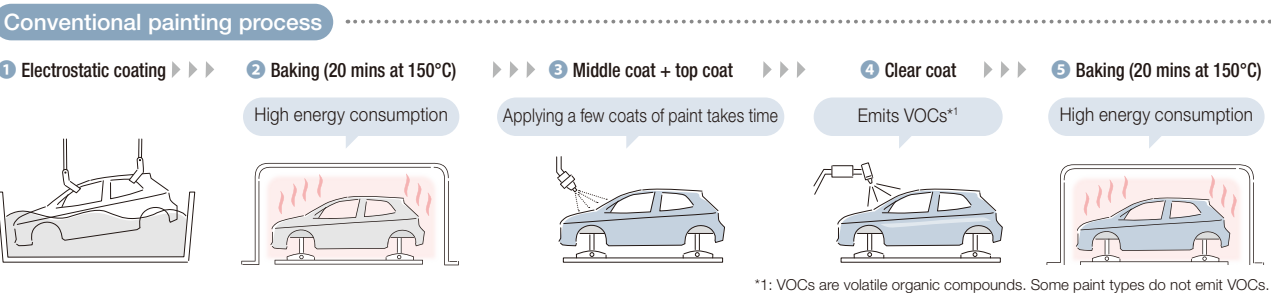 Conventional painting process
1 Electrostatic coating
2 Baking (20 mins at 150°C)
3 Middle coat + top coat
4 Clear coat
5 Baking (20 mins at 150°C)
High energy consumption
Applying a few coats of paint takes time
Emits VOCs*1
High energy consumption
*1: VOCs are volatile organic compounds. Some paint types do not emit VOCs.